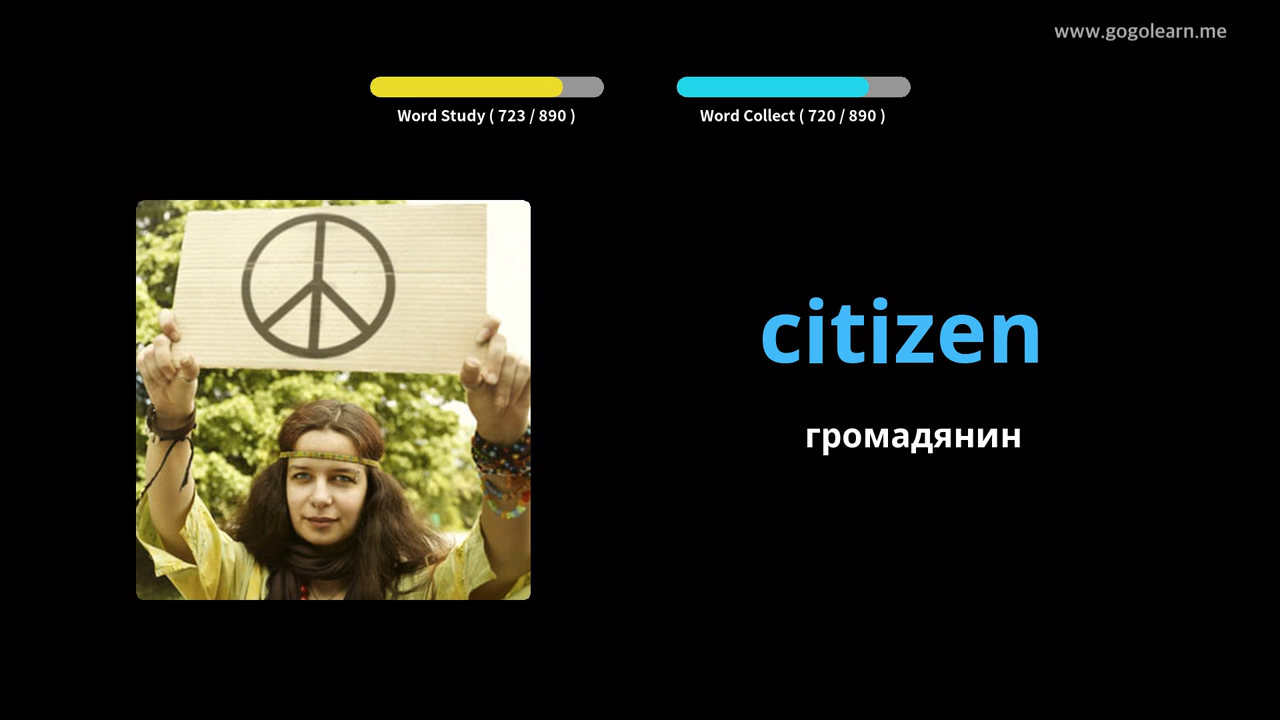 www.gogolearn.me
Word Study ( 723 / 890 )
Word Collect ( 720 / 890 )
citizen
громадянин